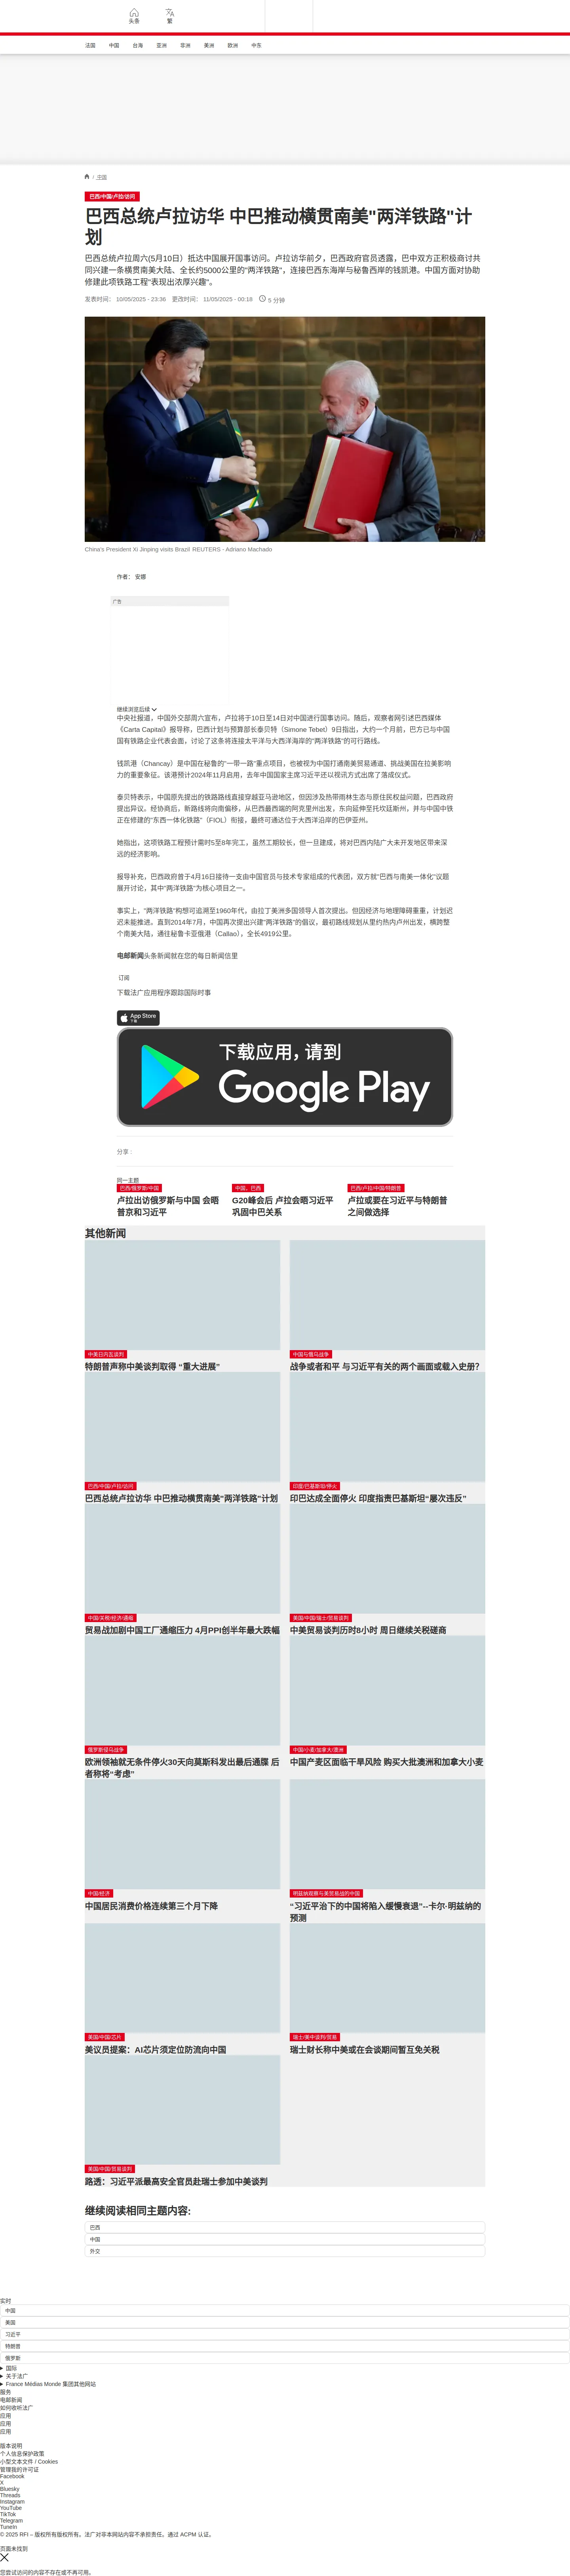 头条
繁
法国 中国 台海 亚洲 非洲 美洲 欧洲 中东
/ 中国
巴西/中国/卢拉/访问
巴西总统卢拉访华 中巴推动横贯南美"两洋铁路"计
划
巴西总统卢拉周六(5月10日）抵达中国展开国事访问。卢拉访华前夕，巴西政府官员透露，巴中双方正积极商讨共
同兴建一条横贯南美大陆、全长约5000公里的"两洋铁路"，连接巴西东海岸与秘鲁西岸的钱凯港。中国方面对协助
修建此项铁路工程"表现出浓厚兴趣"。
发表时间： 10/05/2025 - 23:36 更改时间： 11/05/2025 - 00:18 5 分钟
China's President Xi Jinping visits Brazil REUTERS - Adriano Machado
作者： 安娜
广告
继续浏览后续
中央社报道，中国外交部周六宣布，卢拉将于10日至14日对中国进行国事访问。随后，观察者网引述巴西媒体
《Carta Capital》报导称，巴西计划与预算部长泰贝特（Simone Tebet）9日指出，大约一个月前，巴方已与中国
国有铁路企业代表会面，讨论了这条将连接太平洋与大西洋海岸的"两洋铁路"的可行路线。
钱凯港（Chancay）是中国在秘鲁的"一带一路"重点项目，也被视为中国打通南美贸易通道、挑战美国在拉美影响
力的重要象征。该港预计2024年11月启用，去年中国国家主席习近平还以视讯方式出席了落成仪式。
泰贝特表示，中国原先提出的铁路路线直接穿越亚马逊地区，但因涉及热带雨林生态与原住民权益问题，巴西政府
提出异议。经协商后，新路线将向南偏移，从巴西最西端的阿克里州出发，东向延伸至托坎廷斯州，并与中国中铁
正在修建的"东西一体化铁路"（FIOL）衔接，最终可通达位于大西洋沿岸的巴伊亚州。
她指出，这项铁路工程预计需时5至8年完工，虽然工期较长，但一旦建成，将对巴西内陆广大未开发地区带来深
远的经济影响。
报导补充，巴西政府曾于4月16日接待一支由中国官员与技术专家组成的代表团，双方就"巴西与南美一体化"议题
展开讨论，其中"两洋铁路"为核心项目之一。
事实上，"两洋铁路"构想可追溯至1960年代，由拉丁美洲多国领导人首次提出。但因经济与地理障碍重重，计划迟
迟未能推进。直到2014年7月，中国再次提出兴建"两洋铁路"的倡议，最初路线规划从里约热内卢州出发，横跨整
个南美大陆，通往秘鲁卡亚俄港（Callao），全长4919公里。
电邮新闻头条新闻就在您的每日新闻信里
订阅
下载法广应用程序跟踪国际时事
App Store
下载
下载应用，请到
Google Play
分享 :
同一主题
巴西/俄罗斯/中国
卢拉出访俄罗斯与中国 会晤
普京和习近平
中国、巴西
G20峰会后 卢拉会晤习近平
巩固中巴关系
巴西/卢拉/中国/特朗普
卢拉或要在习近平与特朗普
之间做选择
其他新闻
中美日内瓦谈判
特朗普声称中美谈判取得 “重大进展”
中国与俄乌战争
战争或者和平 与习近平有关的两个画面或载入史册?
巴西/中国/卢拉/访问
巴西总统卢拉访华 中巴推动横贯南美"两洋铁路"计划
印度/巴基斯坦/停火
印巴达成全面停火 印度指责巴基斯坦“屡次违反”
中国/关税/经济/通缩
贸易战加剧中国工厂通缩压力 4月PPI创半年最大跌幅
美国/中国/瑞士/贸易谈判
中美贸易谈判历时8小时 周日继续关税磋商
俄罗斯侵乌战争
欧洲领袖就无条件停火30天向莫斯科发出最后通牒 后
者称将“考虑”
中国/小麦/加拿大/澳洲
中国产麦区面临干旱风险 购买大批澳洲和加拿大小麦
中国/经济
中国居民消费价格连续第三个月下降
明兹纳观察与美贸易战的中国
“习近平治下的中国将陷入缓慢衰退”--卡尔·明兹纳的
预测
美国/中国/芯片
美议员提案：AI芯片须定位防流向中国
瑞士/美中谈判/贸易
瑞士财长称中美或在会谈期间暂互免关税
美国/中国/贸易谈判
路透：习近平派最高安全官员赴瑞士参加中美谈判
继续阅读相同主题内容:
巴西
中国
外交
实时
中国
美国
习近平
特朗普
俄罗斯
国际
关于法广
France Médias Monde 集团其他网站
服务
电邮新闻
如何收听法广
应用
应用
应用
版本说明
个人信息保护政策
小型文本文件 / Cookies
管理我的许可证
Facebook
X
Bluesky
Threads
Instagram
YouTube
TikTok
Telegram
TuneIn
© 2025 RFI – 版权所有版权所有。法广对非本网站内容不承担责任。通过 ACPM 认证。
页面未找到
您尝试访问的内容不存在或不再可用。